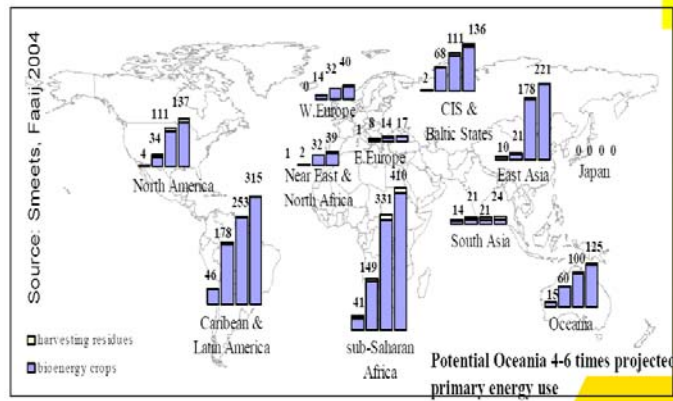 Source: Smeets, Faaij, 2004
136
111
68
2
CIS &
Baltic States
40
32
14
0
W.Europe
221
178
21
10
East Asia
137
111
34
4
North America
1 8 14 17
E.Europe
1 2 32 39
Near East &
North Africa
0 0 0 0
Japan
315
253
178
46
Caribean &
Latin America
410
331
149
41
sub-Saharan
Africa
14 21 21 24
South Asia
125
100
60
15
Oceania
harvesting residues
bioenergy crops
Potential Oceania 4-6 times projected
primary energy use